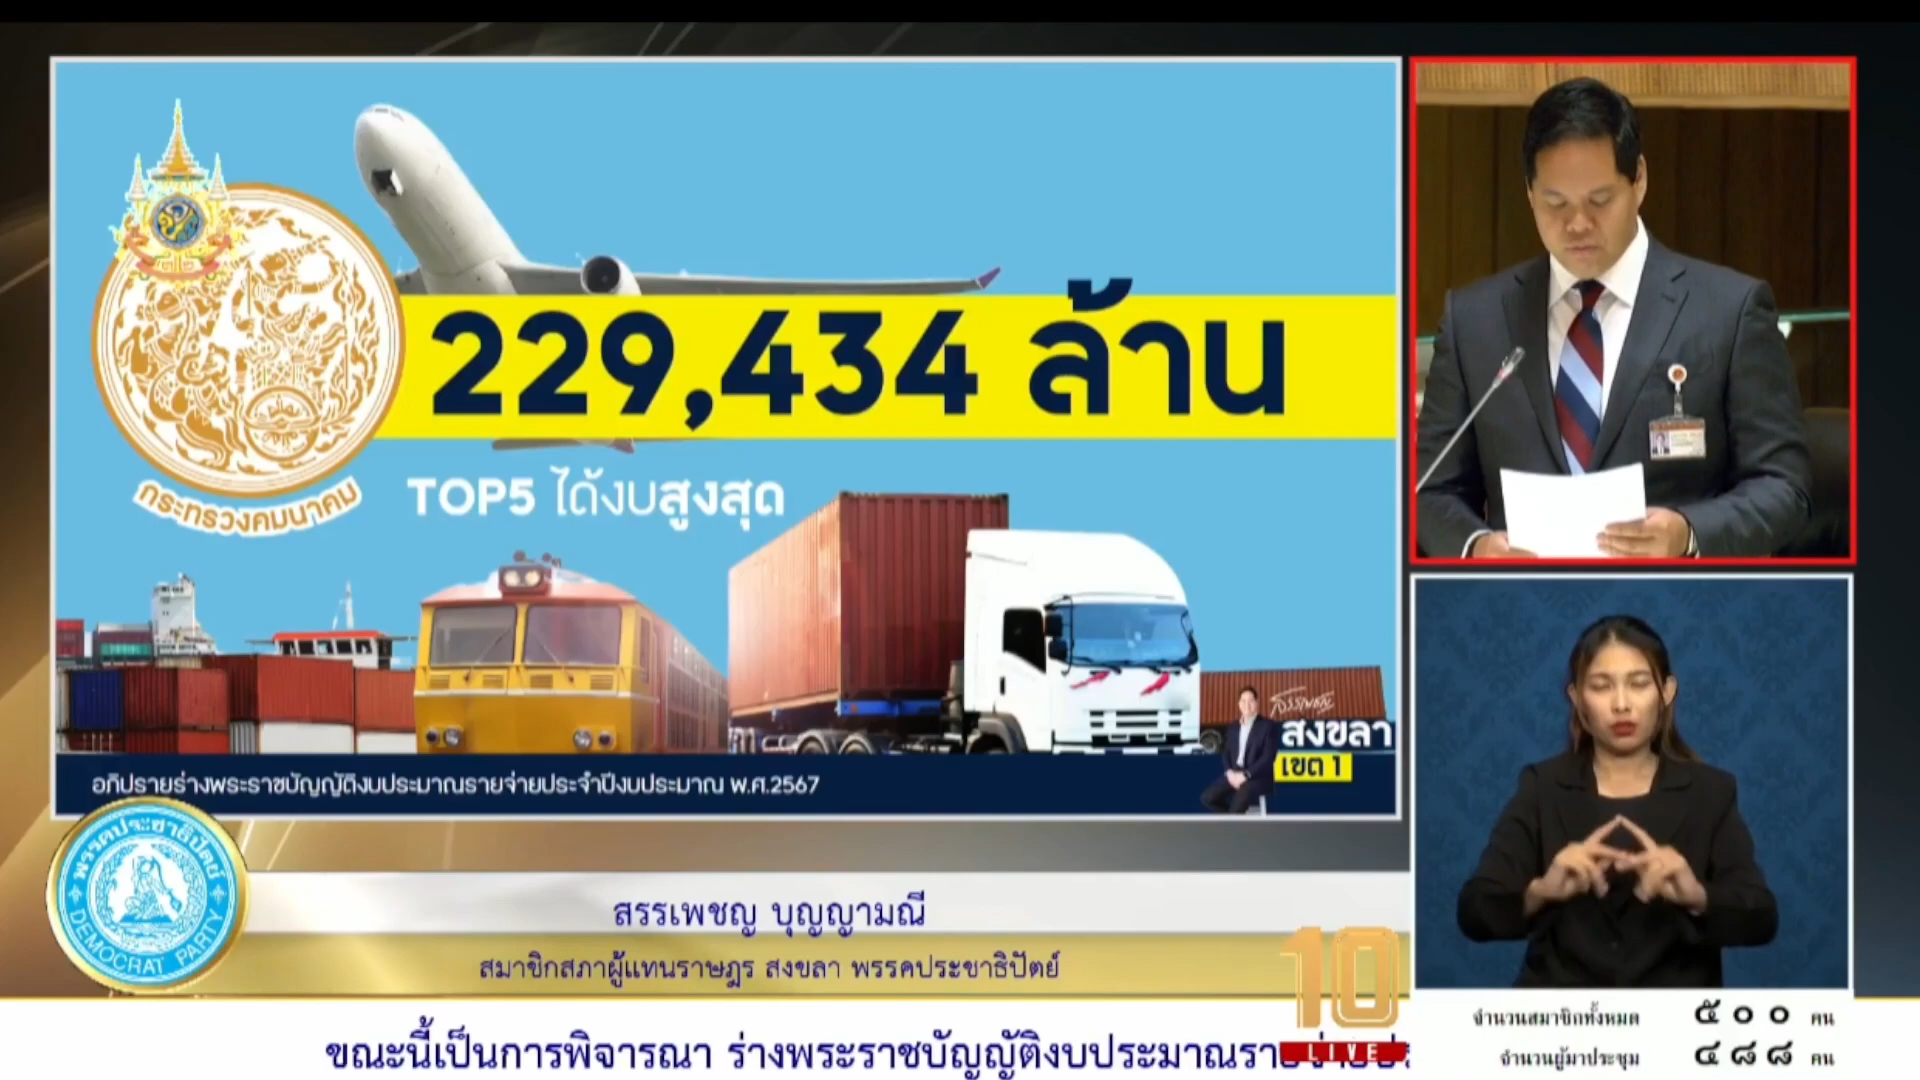 229,434 ล้าน
กระทรวงคมนาคม
TOP5 ได้งบสูงสุด
สรรเพชญ
สงขลา
เขต 1
อภิปรายร่างพระราชบัญญัติงบประมาณรายจ่ายประจำปีงบประมาณ พ.ศ.2567
พรรคประชาธิปัตย์
DEMOCRAT PARTY
สรรเพชญ บุญญามณี
สมาชิกสภาผู้แทนราษฎร สงขลา พรรคประชาธิปัตย์
10
LIVE
ขณะนี้เป็นการพิจารณา ร่างพระราชบัญญัติงบประมาณราย
จำนวนสมาชิกทั้งหมด ๕๐๐ คน
จำนวนผู้มาประชุม ๔๘๘ คน